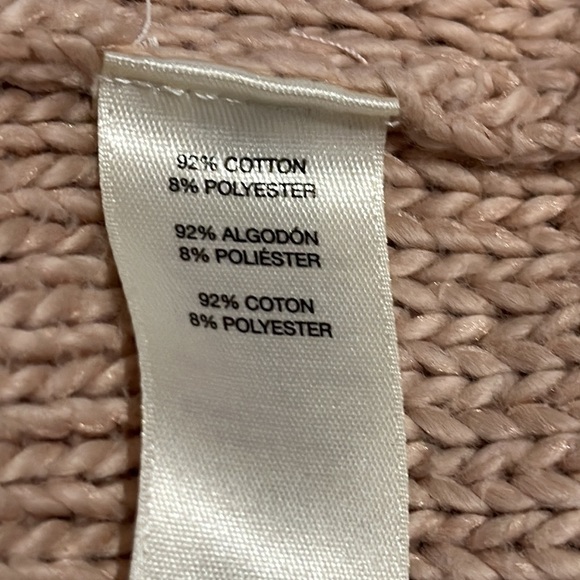 92% COTTON
8% POLYESTER
92% ALGODÓN
8% POLIÉSTER
92% COTON
8% POLYESTER